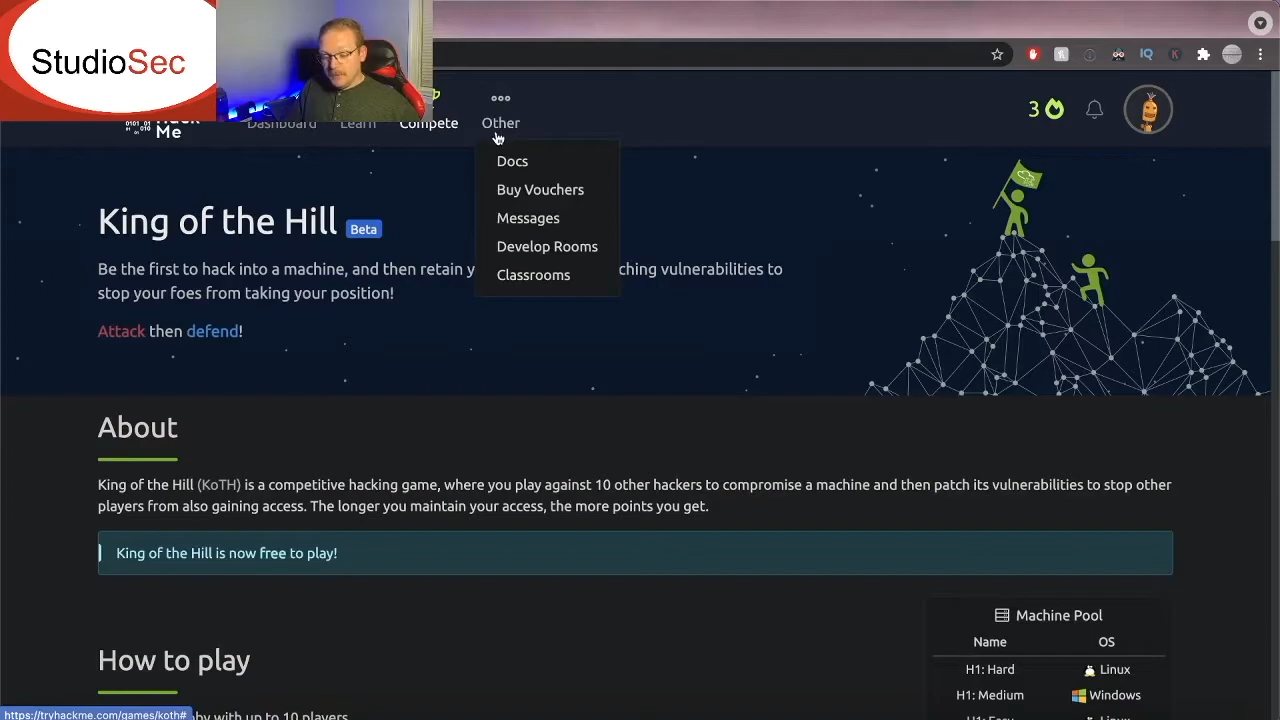 StudioSec
Hack
Me
Dashboard
Learn
Compete
Other
3
IQ
K
Docs
Buy Vouchers
Messages
Develop Rooms
Classrooms
King of the Hill Beta
Be the first to hack into a machine, and then retain y
ching vulnerabilities to
stop your foes from taking your position!
Attack then defend!
About
King of the Hill (KoTH) is a competitive hacking game, where you play against 10 other hackers to compromise a machine and then patch its vulnerabilities to stop other
players from also gaining access. The longer you maintain your access, the more points you get.
King of the Hill is now free to play!
How to play
Machine Pool
Name OS
H1: Hard Linux
H1: Medium Windows
H1: Easy Linux
https://tryhackme.com/games/koth#
by with up to 10 players